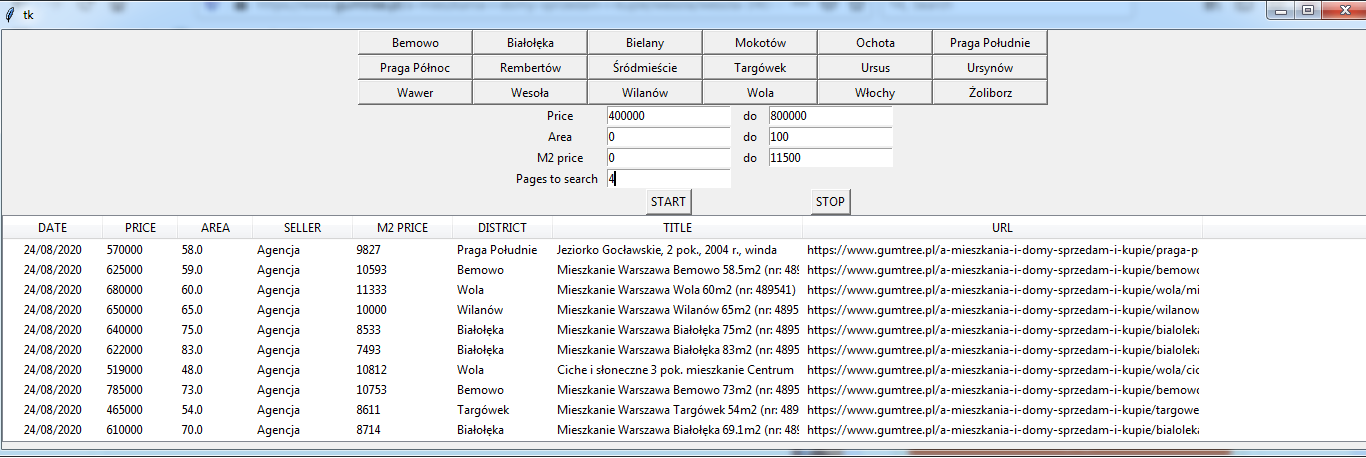 tk
Bemowo Białołęka Bielany Mokotów Ochota Praga Południe
Praga Północ Rembertów Śródmieście Targówek Ursus Ursynów
Wawer Wesoła Wilanów Wola Włochy Żoliborz
Price 400000 do 800000
Area 0 do 100
M2 price 0 do 11500
Pages to search 4
START STOP
DATE PRICE AREA SELLER M2 PRICE DISTRICT TITLE URL
24/08/2020 570000 58.0 Agencja 9827 Praga Południe Jeziorko Gocławskie, 2 pok., 2004 r., winda https://www.gumtree.pl/a-mieszkania-i-domy-sprzedam-i-kupie/praga-p
24/08/2020 625000 59.0 Agencja 10593 Bemowo Mieszkanie Warszawa Bemowo 58.5m2 (nr: 489 https://www.gumtree.pl/a-mieszkania-i-domy-sprzedam-i-kupie/bemowo
24/08/2020 680000 60.0 Agencja 11333 Wola Mieszkanie Warszawa Wola 60m2 (nr: 489541) https://www.gumtree.pl/a-mieszkania-i-domy-sprzedam-i-kupie/wola/mi
24/08/2020 650000 65.0 Agencja 10000 Wilanów Mieszkanie Warszawa Wilanów 65m2 (nr: 4895 https://www.gumtree.pl/a-mieszkania-i-domy-sprzedam-i-kupie/wilanow
24/08/2020 640000 75.0 Agencja 8533 Białołęka Mieszkanie Warszawa Białołęka 75m2 (nr: 4895 https://www.gumtree.pl/a-mieszkania-i-domy-sprzedam-i-kupie/bialoleka
24/08/2020 622000 83.0 Agencja 7493 Białołęka Mieszkanie Warszawa Białołęka 83m2 (nr: 4895 https://www.gumtree.pl/a-mieszkania-i-domy-sprzedam-i-kupie/bialoleka
24/08/2020 519000 48.0 Agencja 10812 Wola Ciche i słoneczne 3 pok. mieszkanie Centrum https://www.gumtree.pl/a-mieszkania-i-domy-sprzedam-i-kupie/wola/cic
24/08/2020 785000 73.0 Agencja 10753 Bemowo Mieszkanie Warszawa Bemowo 73m2 (nr: 4895 https://www.gumtree.pl/a-mieszkania-i-domy-sprzedam-i-kupie/bemowo
24/08/2020 465000 54.0 Agencja 8611 Targówek Mieszkanie Warszawa Targówek 54m2 (nr: 489 https://www.gumtree.pl/a-mieszkania-i-domy-sprzedam-i-kupie/targowe
24/08/2020 610000 70.0 Agencja 8714 Białołęka Mieszkanie Warszawa Białołęka 69.1m2 (nr: 489 https://www.gumtree.pl/a-mieszkania-i-domy-sprzedam-i-kupie/bialoleka